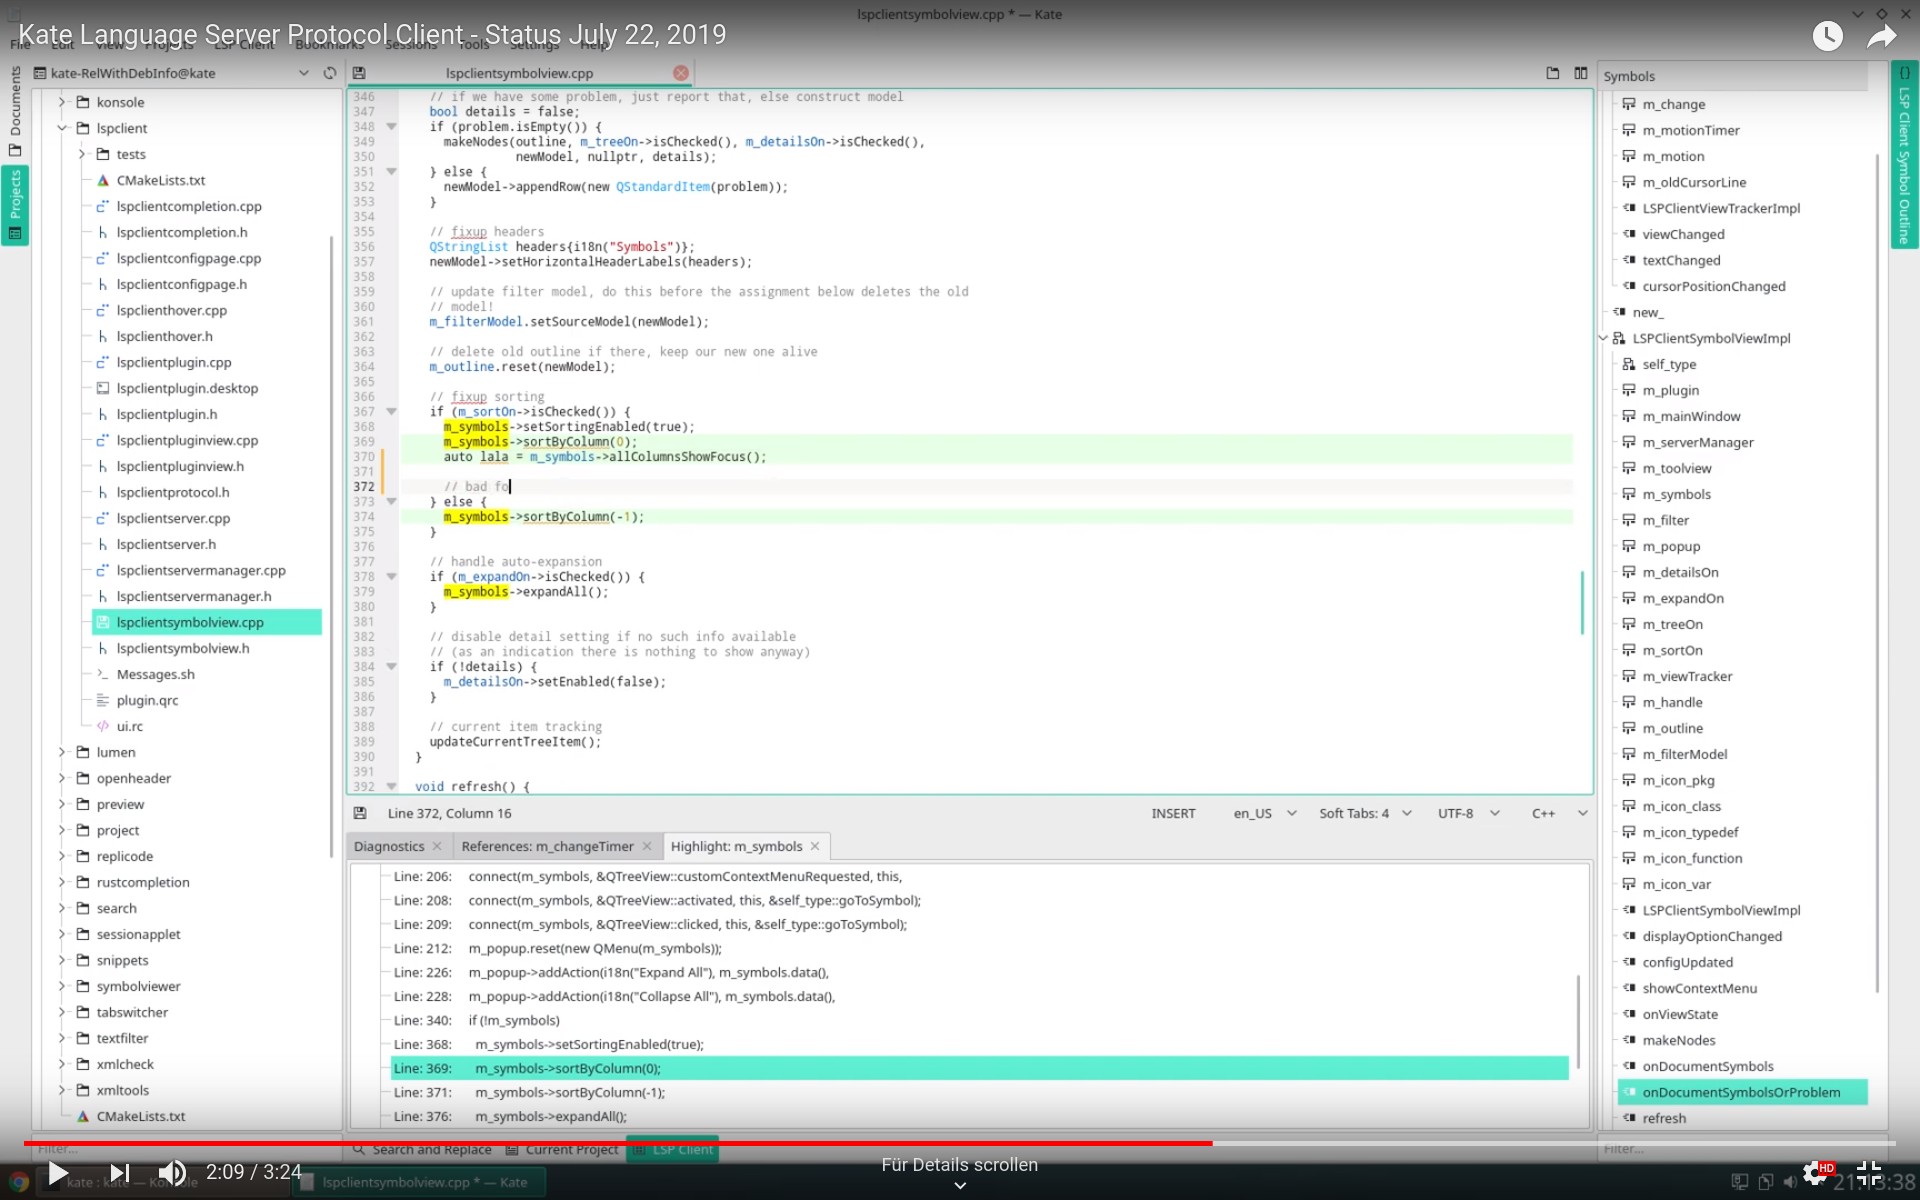 lspclientsymbolview.cpp * — Kate
Kate Language Server Protocol Client - Status July 22, 2019
File Edit View Projects LSP Client Bookmarks Sessions Tools Settings Help
Documents
Projects
kate-RelWithDebInfo@kate
konsole
lspclient
tests
CMakeLists.txt
lspclientcompletion.cpp
lspclientcompletion.h
lspclientconfigpage.cpp
lspclientconfigpage.h
lspclienthover.cpp
lspclienthover.h
lspclientplugin.cpp
lspclientplugin.desktop
lspclientplugin.h
lspclientpluginview.cpp
lspclientpluginview.h
lspclientprotocol.h
lspclientserver.cpp
lspclientserver.h
lspclientservermanager.cpp
lspclientservermanager.h
lspclientsymbolview.cpp
lspclientsymbolview.h
Messages.sh
plugin.qrc
ui.rc
lumen
openheader
preview
project
replicode
rustcompletion
search
sessionapplet
snippets
symbolviewer
tabswitcher
textfilter
xmlcheck
xmltools
CMakeLists.txt
Filter...
lspclientsymbolview.cpp
346 // if we have some problem, just report that, else construct model
347 bool details = false;
348 if (problem.isEmpty()) {
349 makeNodes(outline, m_treeOn->isChecked(), m_detailsOn->isChecked(),
350 newModel, nullptr, details);
351 } else {
352 newModel->appendRow(new QStandardItem(problem));
353 }
354
355 // fixup headers
356 QStringList headers{i18n("Symbols")};
357 newModel->setHorizontalHeaderLabels(headers);
358
359 // update filter model, do this before the assignment below deletes the old
360 // model!
361 m_filterModel.setSourceModel(newModel);
362
363 // delete old outline if there, keep our new one alive
364 m_outline.reset(newModel);
365
366 // fixup sorting
367 if (m_sortOn->isChecked()) {
368 m_symbols->setSortingEnabled(true);
369 m_symbols->sortByColumn(0);
370 auto lala = m_symbols->allColumnsShowFocus();
371
372 // bad fo
373 } else {
374 m_symbols->sortByColumn(-1);
375 }
376
377 // handle auto-expansion
378 if (m_expandOn->isChecked()) {
379 m_symbols->expandAll();
380 }
381
382 // disable detail setting if no such info available
383 // (as an indication there is nothing to show anyway)
384 if (!details) {
385 m_detailsOn->setEnabled(false);
386 }
387
388 // current item tracking
389 updateCurrentTreeItem();
390 }
391
392 void refresh() {
Line 372, Column 16 INSERT en_US Soft Tabs: 4 UTF-8 C++
Diagnostics References: m_changeTimer Highlight: m_symbols
Line: 206: connect(m_symbols, &QTreeView::customContextMenuRequested, this,
Line: 208: connect(m_symbols, &QTreeView::activated, this, &self_type::goToSymbol);
Line: 209: connect(m_symbols, &QTreeView::clicked, this, &self_type::goToSymbol);
Line: 212: m_popup.reset(new QMenu(m_symbols));
Line: 226: m_popup->addAction(i18n("Expand All"), m_symbols.data(),
Line: 228: m_popup->addAction(i18n("Collapse All"), m_symbols.data(),
Line: 340: if (!m_symbols)
Line: 368: m_symbols->setSortingEnabled(true);
Line: 369: m_symbols->sortByColumn(0);
Line: 371: m_symbols->sortByColumn(-1);
Line: 376: m_symbols->expandAll();
Search and Replace Current Project LSP Client
Symbols
m_change
m_motionTimer
m_motion
m_oldCursorLine
LSPClientViewTrackerImpl
viewChanged
textChanged
cursorPositionChanged
new_
LSPClientSymbolViewImpl
self_type
m_plugin
m_mainWindow
m_serverManager
m_toolview
m_symbols
m_filter
m_popup
m_detailsOn
m_expandOn
m_treeOn
m_sortOn
m_viewTracker
m_handle
m_outline
m_filterModel
m_icon_pkg
m_icon_class
m_icon_typedef
m_icon_function
m_icon_var
LSPClientSymbolViewImpl
displayOptionChanged
configUpdated
showContextMenu
onViewState
makeNodes
onDocumentSymbols
onDocumentSymbolsOrProblem
refresh
Filter...
{} LSP Client Symbol Outline
2:09 / 3:24
Für Details scrollen
HD
kate : kate — Konsole
lspclientsymbolview.cpp * — Kate